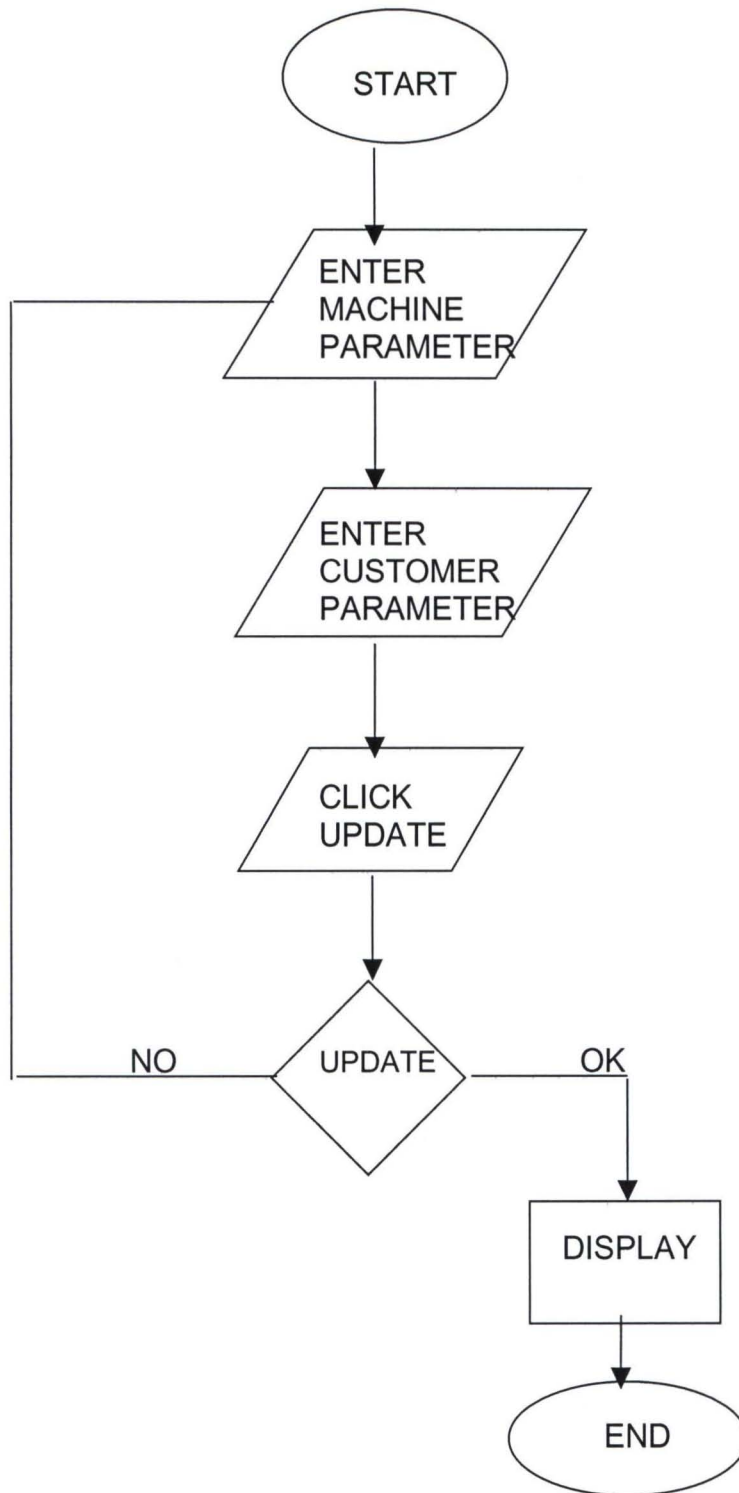 START
ENTER
MACHINE
PARAMETER
ENTER
CUSTOMER
PARAMETER
CLICK
UPDATE
NO
UPDATE
OK
DISPLAY
END